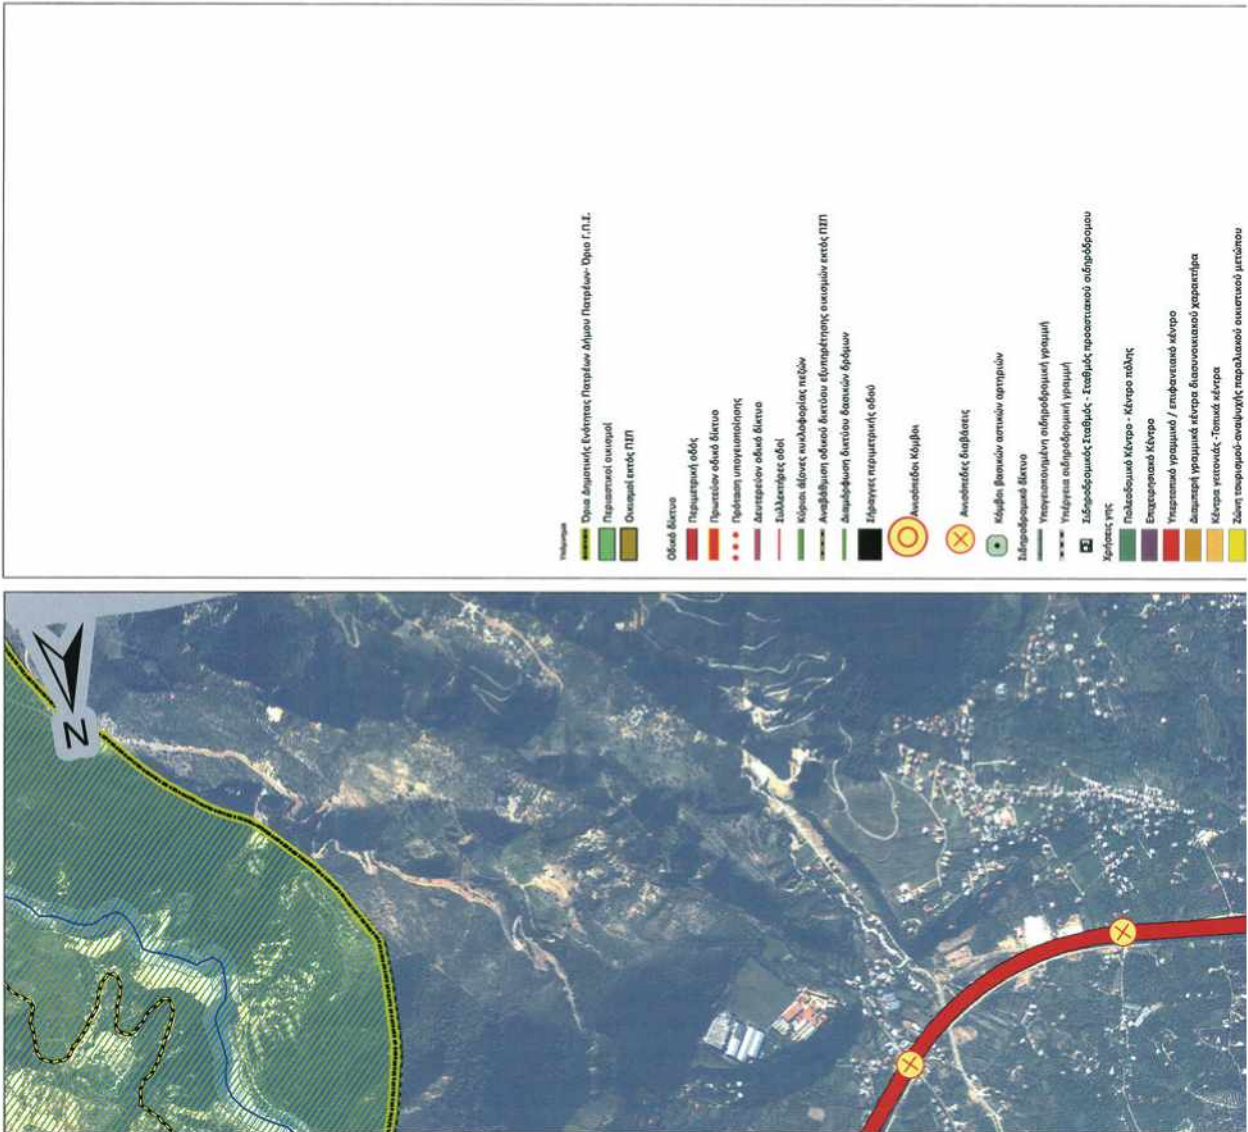 Υπόμνημα
Όρια Δημοτικής Ενότητας Πατρέων Δήμου Πατρέων- Όριο Γ.Π.Σ.
Περιαστικοί οικισμοί
Οικισμοί εκτός ΠΣΠ
Οδικό δίκτυο
Περιμετρική οδός
Πρωτεύον οδικό δίκτυο
Πρόταση υπογειοποίησης
Δευτερεύον οδικό δίκτυο
Συλλεκτήρες οδοί
Κύριοι άξονες κυκλοφορίας πεζών
Αναβάθμιση οδικού δικτύου εξυπηρέτησης οικισμών εκτός ΠΣΠ
Διαμόρφωση δικτύου δασικών δρόμων
Σήραγγες περιμετρικής οδού
Ανισόπεδοι Κόμβοι
Ανισόπεδες διαβάσεις
Κόμβοι βασικών αστικών αρτηριών
Σιδηροδρομικό δίκτυο
Υπογειοποιημένη σιδηροδρομική γραμμή
Υπέργεια σιδηροδρομική γραμμή
Σιδηροδρομικός Σταθμός - Σταθμός προαστιακού σιδηρόδρομου
Χρήσεις γης
Πολεοδομικό Κέντρο - Κέντρο πόλης
Επιχειρησιακό Κέντρο
Υπερτοπικό γραμμικό / επιφανειακό κέντρο
Διαμπερή γραμμικά κέντρα διασυνοικιακού χαρακτήρα
Κέντρα γειτονιάς -Τοπικά κέντρα
Ζώνη τουρισμού-αναψυχής παραλιακού οικιστικού μετώπου
N